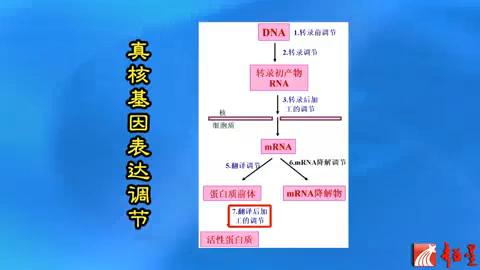 真核基因表达调节
DNA
1.转录前调节
2.转录调节
转录初产物
RNA
3.转录后加
工的调节
核
细胞质
mRNA
5.翻译调节
6.mRNA降解调节
蛋白质前体
mRNA降解物
7.翻译后加
工的调节
活性蛋白质